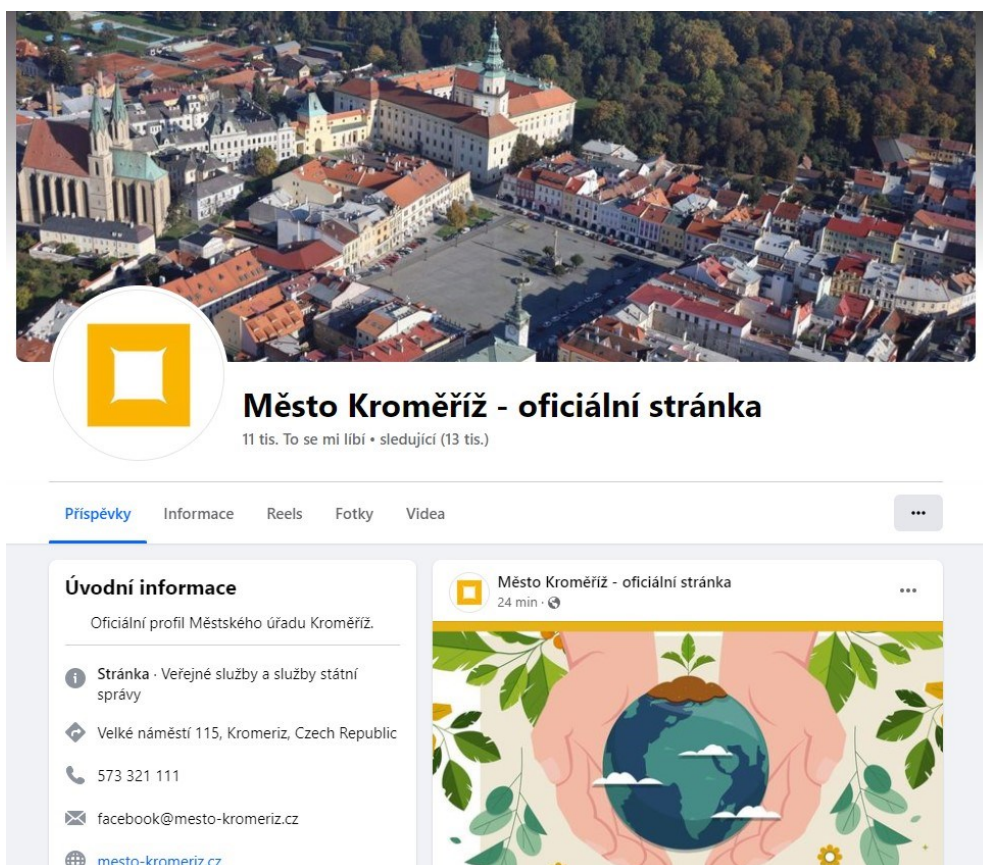 Město Kroměříž - oficiální stránka
11 tis. To se mi líbí • sledující (13 tis.)
Příspěvky Informace Reels Fotky Videa
Úvodní informace
Oficiální profil Městského úřadu Kroměříž.
Stránka · Veřejné služby a služby státní
správy
Velké náměstí 115, Kromeriz, Czech Republic
573 321 111
facebook@mesto-kromeriz.cz
mesto-kromeriz.cz
Město Kroměříž - oficiální stránka
24 min ·